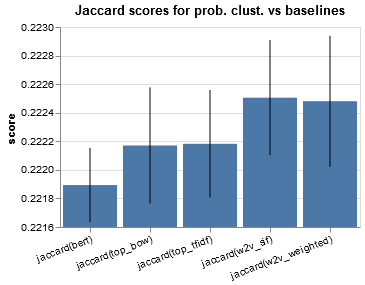 Jaccard scores for prob. clust. vs baselines
score
0.2230
0.2228
0.2226
0.2224
0.2222
0.2220
0.2218
0.2216
jaccard(bert)
jaccard(top_bow)
jaccard(top_tfidf)
jaccard(w2v_sif)
jaccard(w2v_weighted)